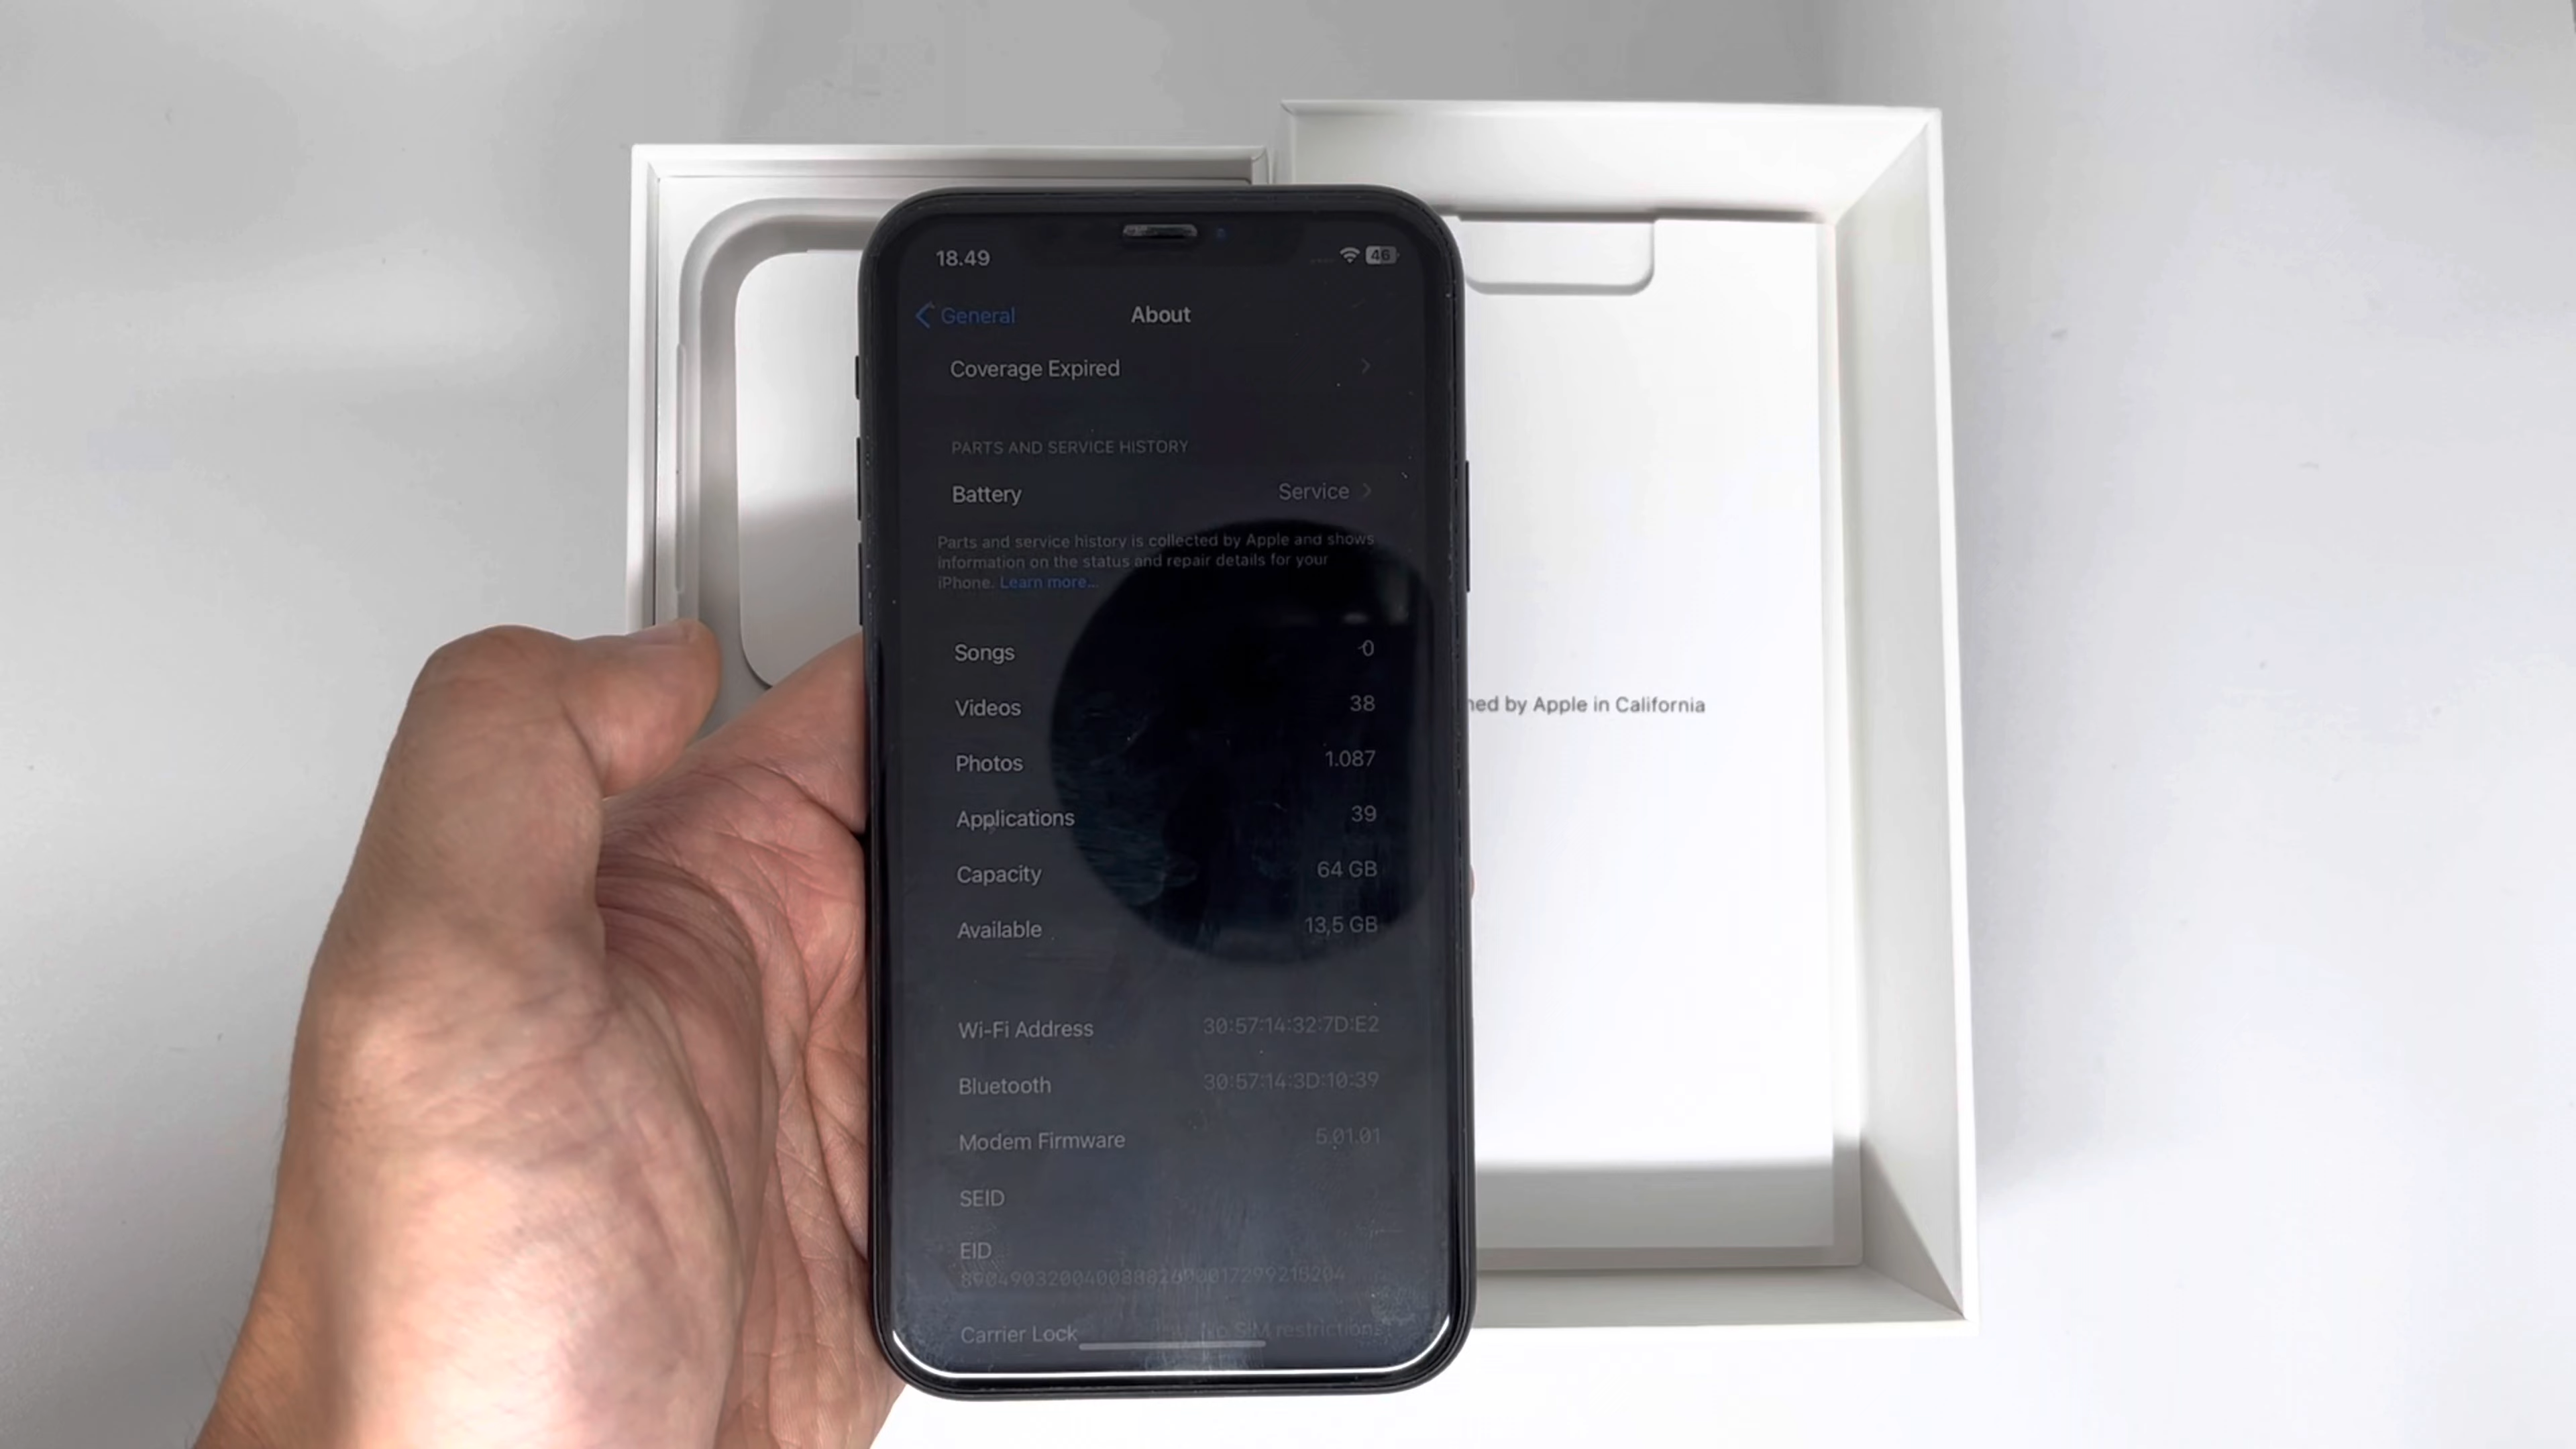 18.49
46
General
About
Coverage Expired
PARTS AND SERVICE HISTORY
Battery Service
Parts and service history is collected by Apple and shows
information on the status and repair details for your
iPhone. Learn more...
Songs 0
Videos 38
Photos 1.087
Applications 39
Capacity 64 GB
Available 13,5 GB
Wi-Fi Address 30:57:14:32:7D:E2
Bluetooth 30:57:14:3D:10:39
Modem Firmware 5.01.01
SEID
EID
Carrier Lock SIM restrictions
ned by Apple in California